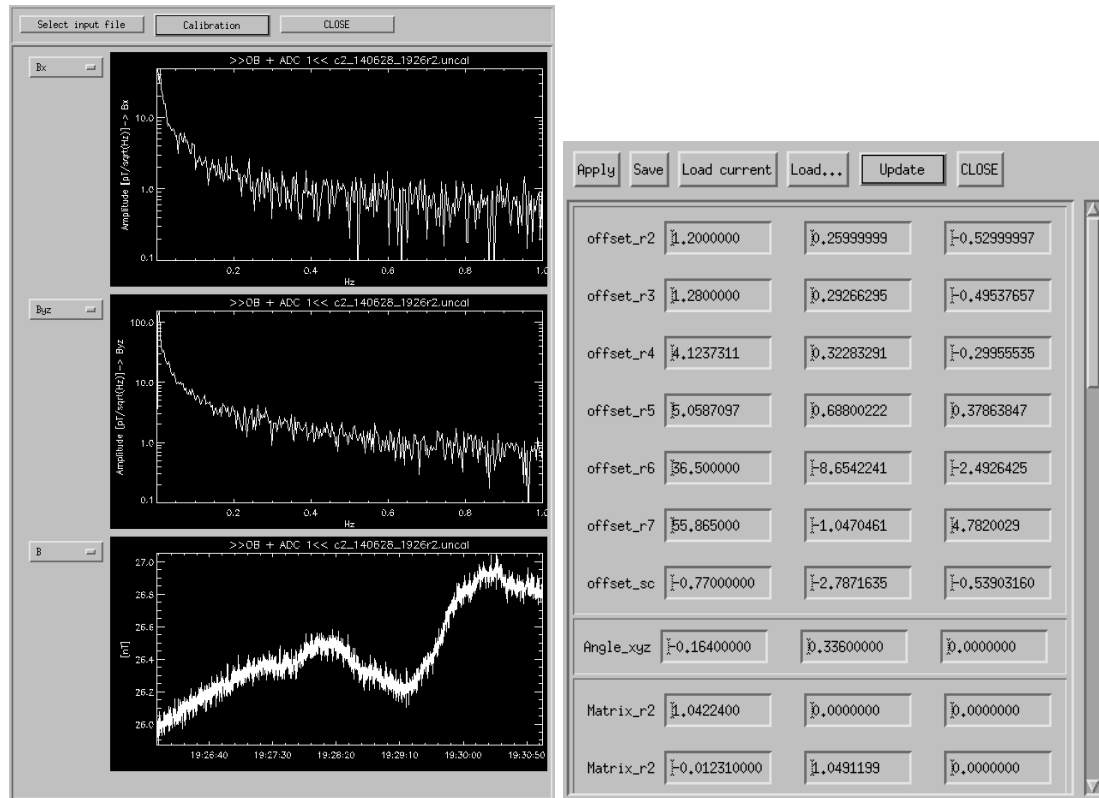 Select input file Calibration CLOSE
Bx
>>OB + ADC 1<< c2_140628_1926r2.uncal
Amplitude [pT/sqrt(Hz)]-> Bx
10.0
1.0
0.1
0.2 0.4 0.6 0.8 1.0
Hz
Byz
>>OB + ADC 1<< c2_140628_1926r2.uncal
Amplitude [pT/sqrt(Hz)]-> Byz
100.0
10.0
1.0
0.1
0.2 0.4 0.6 0.8 1.0
Hz
B
>>OB + ADC 1<< c2_140628_1926r2.uncal
[nT]
27.0
26.8
26.6
26.4
26.2
26.0
19:26:40 19:27:30 19:28:20 19:29:10 19:30:00 19:30:50
Apply Save Load current Load... Update CLOSE
offset_r2 1.2000000 0.25999999 -0.52999997
offset_r3 1.2800000 0.29266295 -0.49537657
offset_r4 4.1237311 0.32283291 -0.29955535
offset_r5 5.0587097 0.68800222 0.37863847
offset_r6 36.500000 -8.6542241 -2.4926425
offset_r7 55.865000 -1.0470461 4.7820029
offset_sc -0.77000000 -2.7871635 -0.53903160
Angle_xyz -0.16400000 0.33600000 0.0000000
Matrix_r2 1.0422400 0.0000000 0.0000000
Matrix_r2 -0.012310000 1.0491199 0.0000000